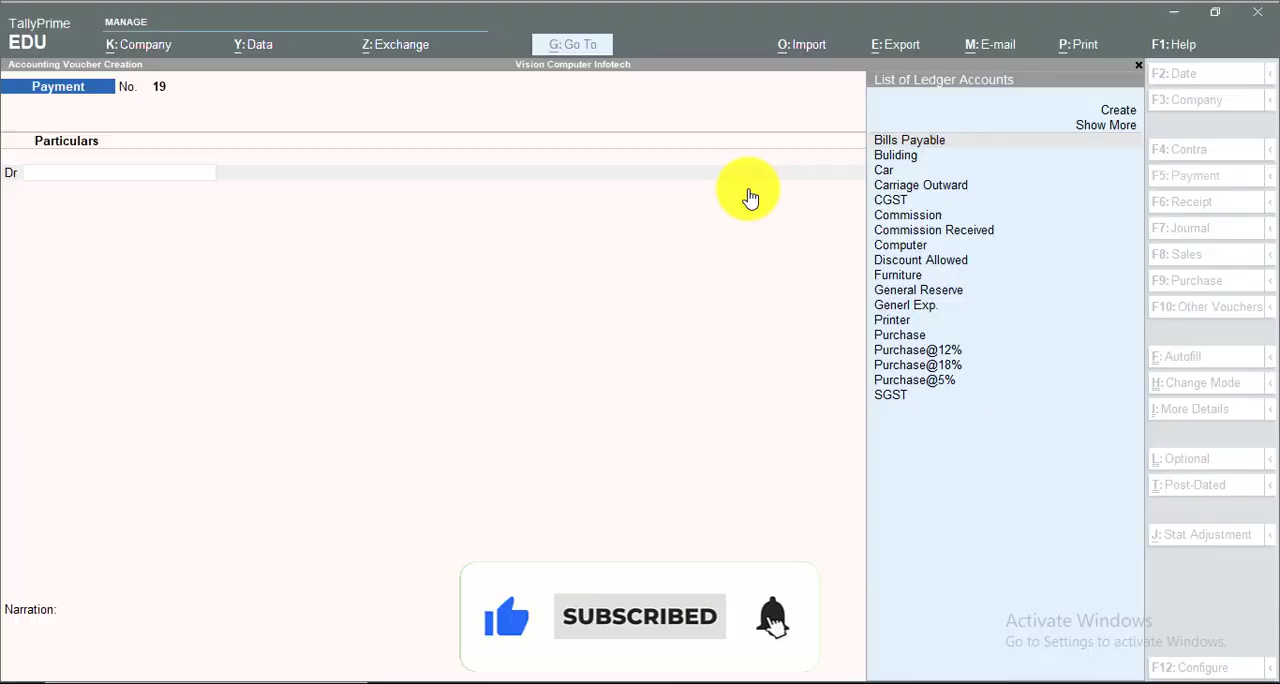 TallyPrime
EDU
MANAGE
K: Company
Y: Data
Z: Exchange
G: Go To
O: Import
E: Export
M: E-mail
P: Print
F1: Help
Accounting Voucher Creation
Vision Computer Infotech
Payment No. 19
Particulars
Dr
Narration:
List of Ledger Accounts
Create
Show More
Bills Payable
Buliding
Car
Carriage Outward
CGST
Commission
Commission Received
Computer
Discount Allowed
Furniture
General Reserve
Generl Exp.
Printer
Purchase
Purchase@12%
Purchase@18%
Purchase@5%
SGST
F2: Date
F3: Company
F4: Contra
F5: Payment
F6: Receipt
F7: Journal
F8: Sales
F9: Purchase
F10: Other Vouchers
F: Autofill
H: Change Mode
I: More Details
L: Optional
T: Post-Dated
J: Stat Adjustment
F12: Configure
SUBSCRIBED
Activate Windows
Go to Settings to activate Windows.